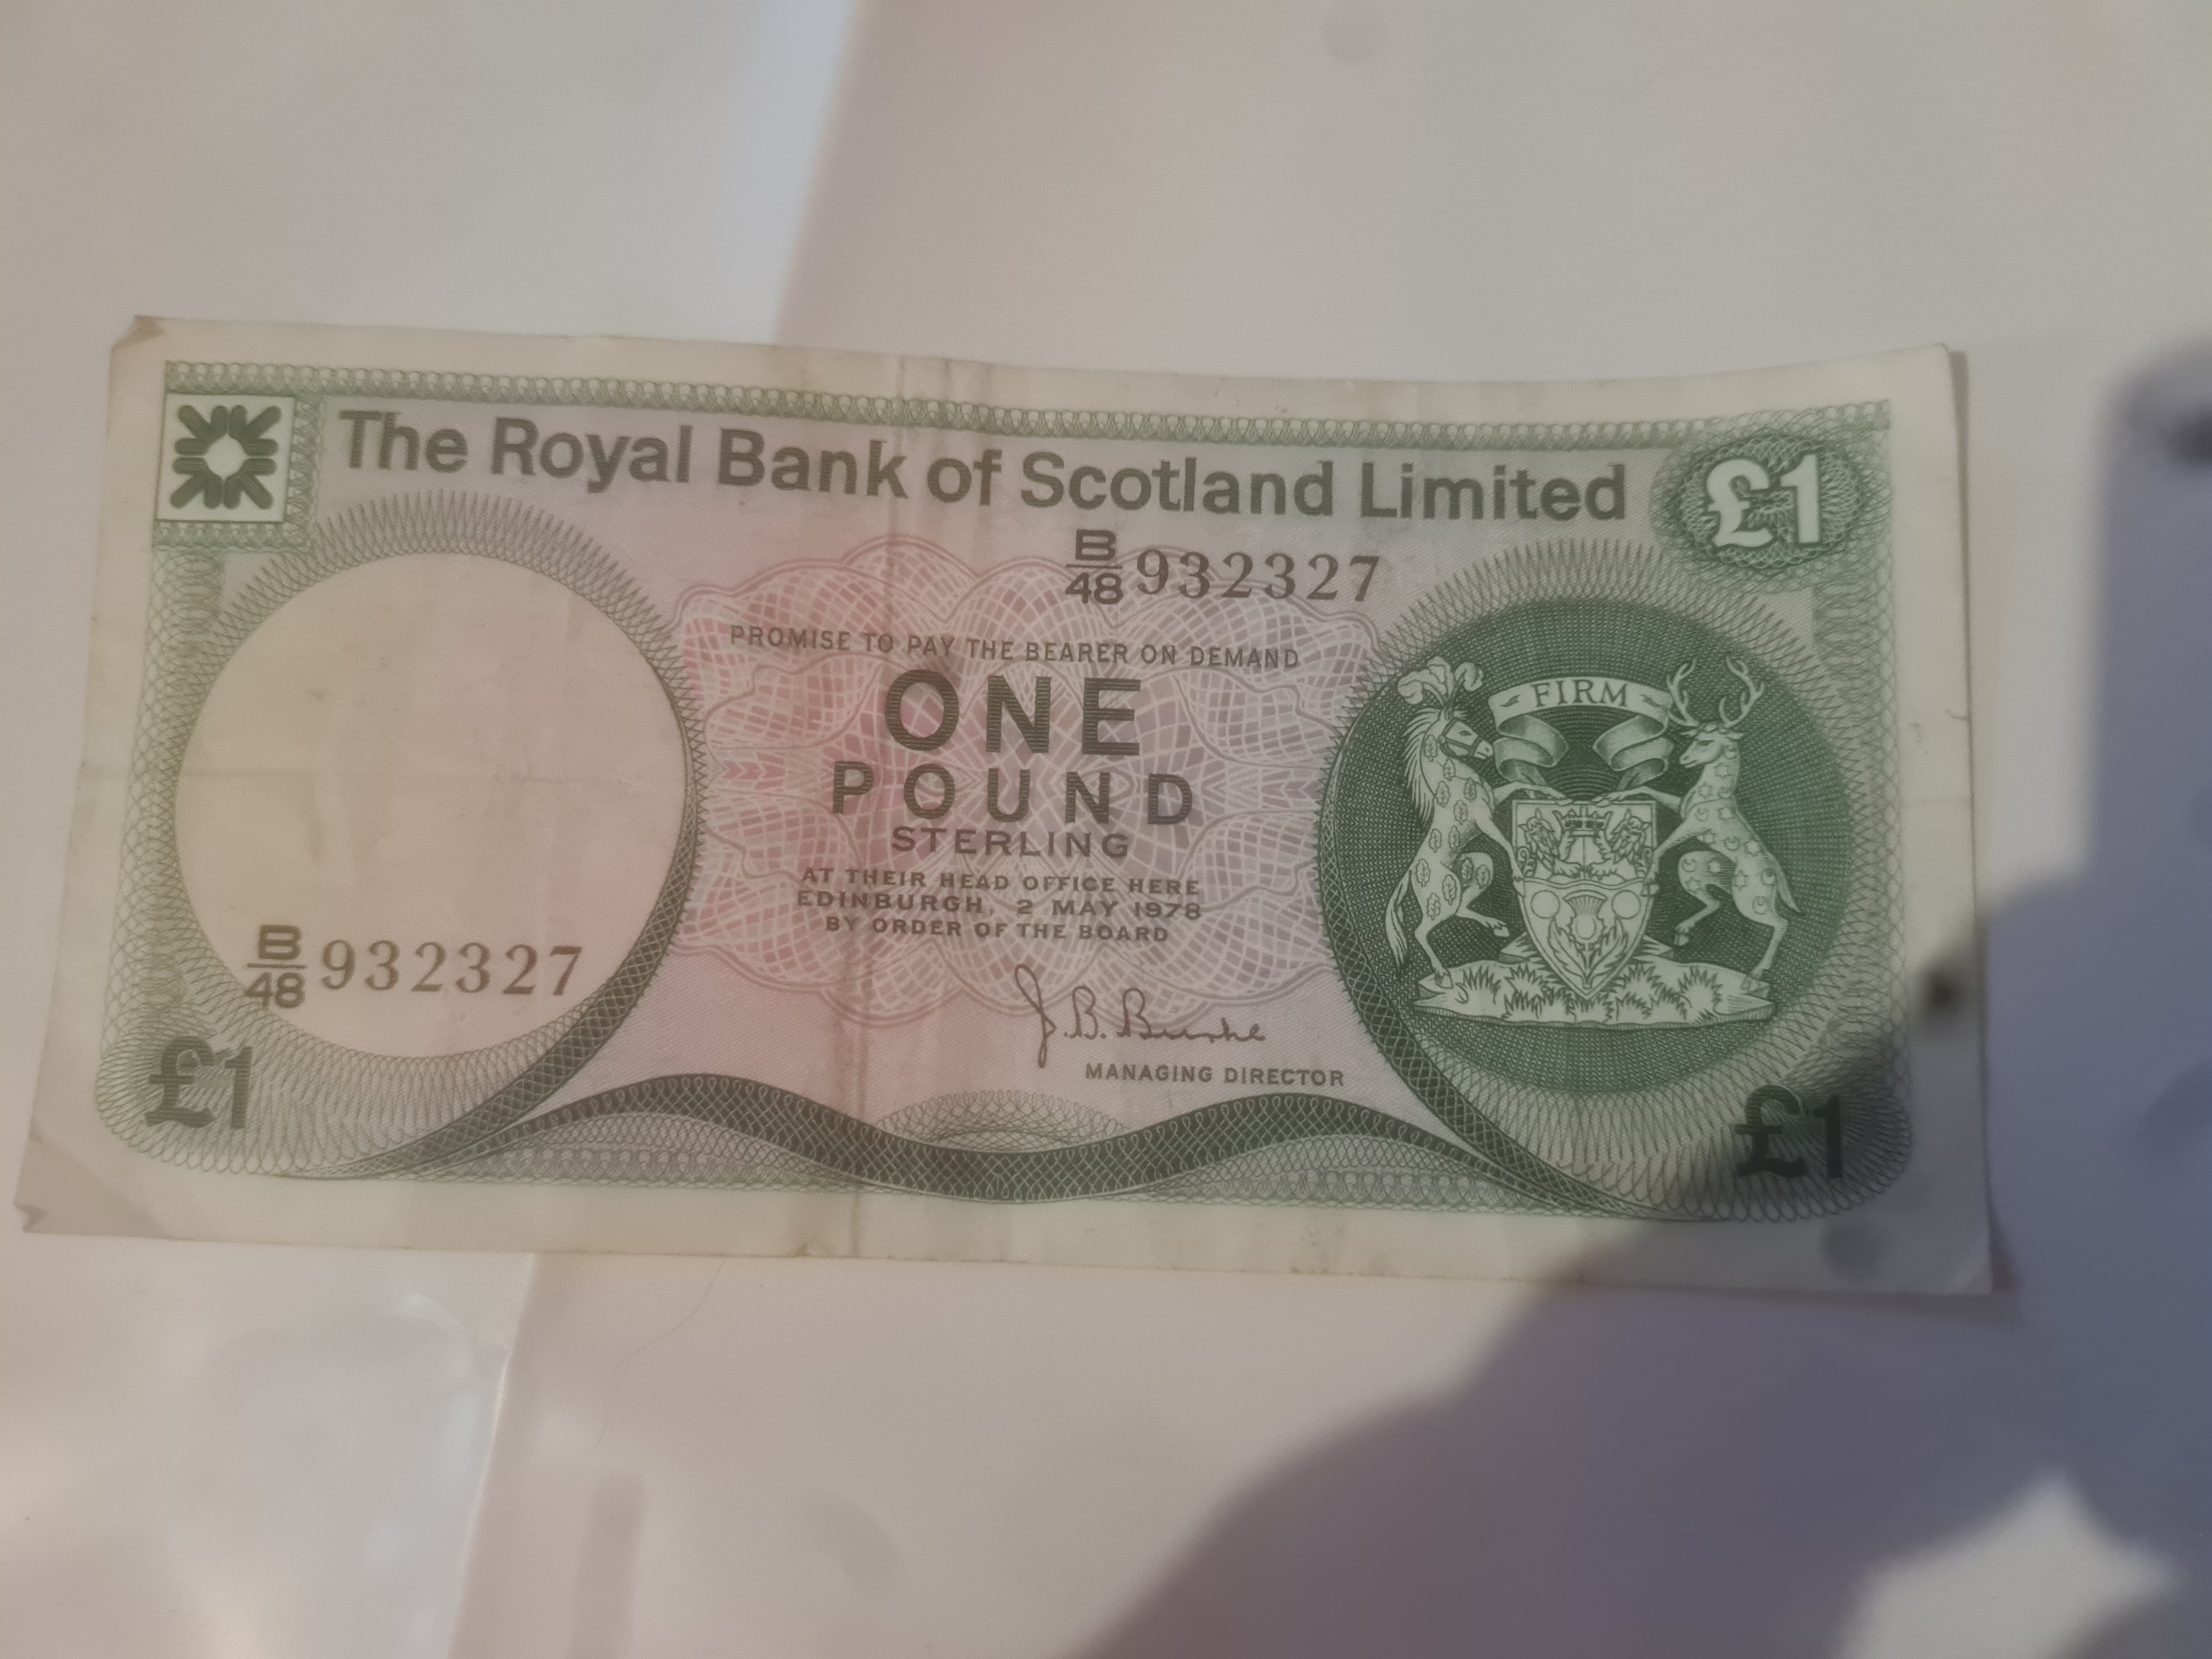 The Royal Bank of Scotland Limited
£1
B/48 932327
PROMISE TO PAY THE BEARER ON DEMAND
ONE
POUND
STERLING
AT THEIR HEAD OFFICE HERE
EDINBURGH, 2 MAY 1978
BY ORDER OF THE BOARD
J. B. Burke
MANAGING DIRECTOR
FIRM
B/48 932327
£1
£1